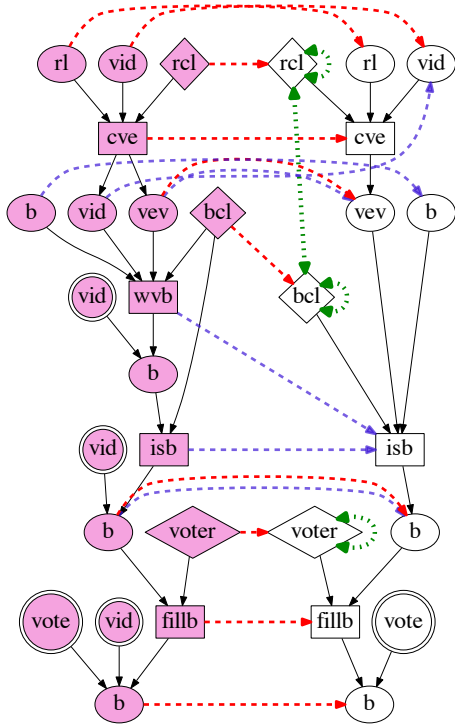 rl vid rcl rcl rl vid
cve cve
b vid vev bcl vev b
vid wvb bcl
b
vid isb isb
b voter voter b
vote vid fillb fillb vote
b b